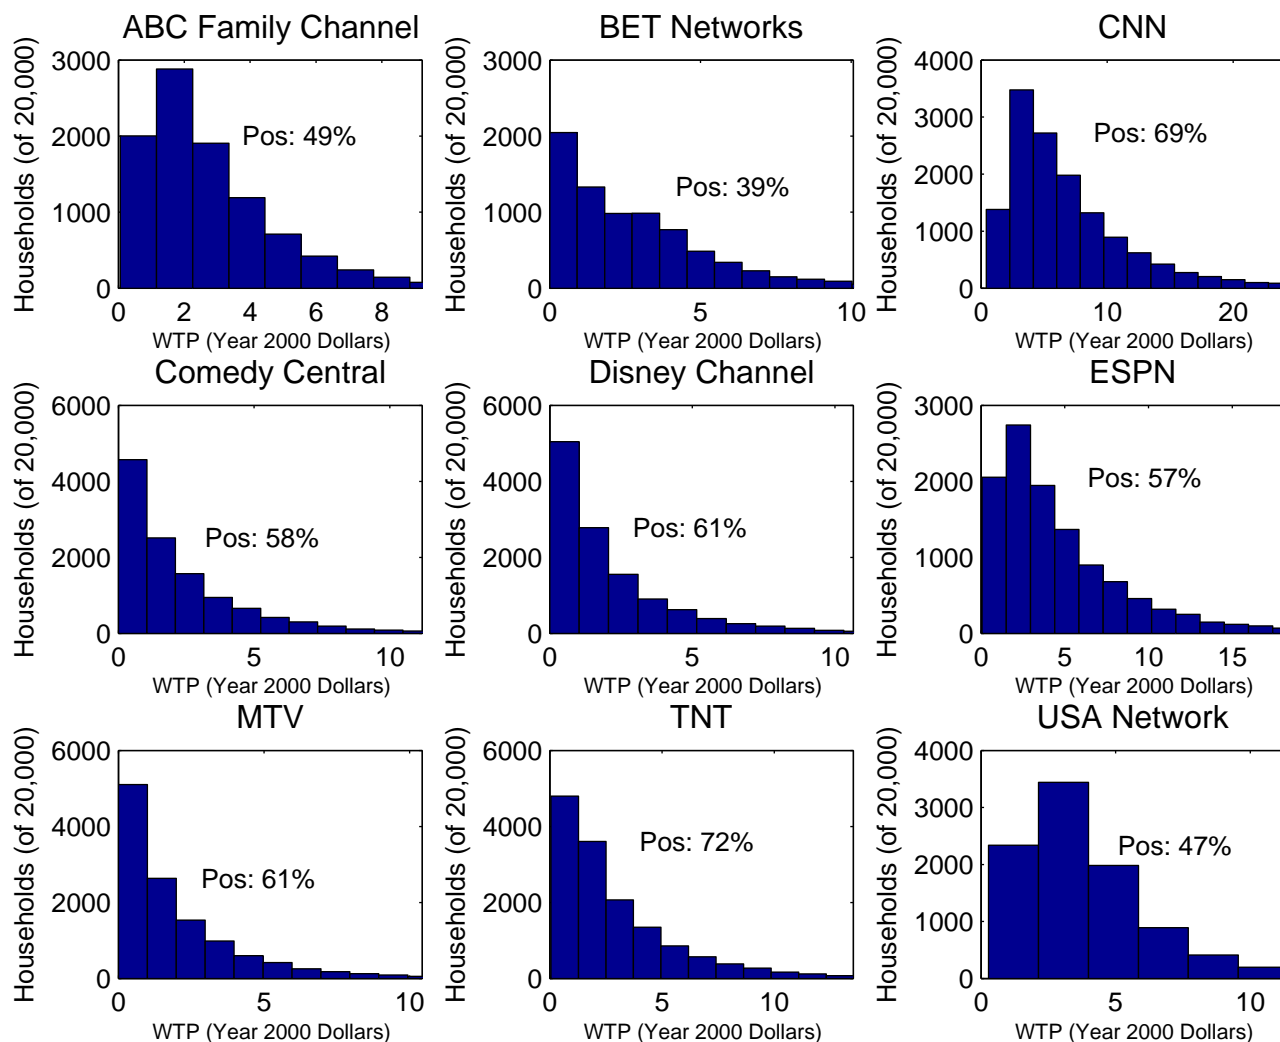 ABC Family Channel
Households (of 20,000)
3000
2000
1000
0
Pos: 49%
0 2 4 6 8
WTP (Year 2000 Dollars)
BET Networks
Households (of 20,000)
3000
2000
1000
0
Pos: 39%
0 5 10
WTP (Year 2000 Dollars)
CNN
Households (of 20,000)
4000
3000
2000
1000
0
Pos: 69%
10 20
WTP (Year 2000 Dollars)
Comedy Central
Households (of 20,000)
6000
4000
2000
0
Pos: 58%
0 5 10
WTP (Year 2000 Dollars)
Disney Channel
Households (of 20,000)
6000
4000
2000
0
Pos: 61%
0 5 10
WTP (Year 2000 Dollars)
ESPN
Households (of 20,000)
3000
2000
1000
0
Pos: 57%
0 5 10 15
WTP (Year 2000 Dollars)
MTV
Households (of 20,000)
6000
4000
2000
0
Pos: 61%
0 5 10
WTP (Year 2000 Dollars)
TNT
Households (of 20,000)
6000
4000
2000
0
Pos: 72%
0 5 10
WTP (Year 2000 Dollars)
USA Network
Households (of 20,000)
4000
3000
2000
1000
0
Pos: 47%
0 5 10
WTP (Year 2000 Dollars)